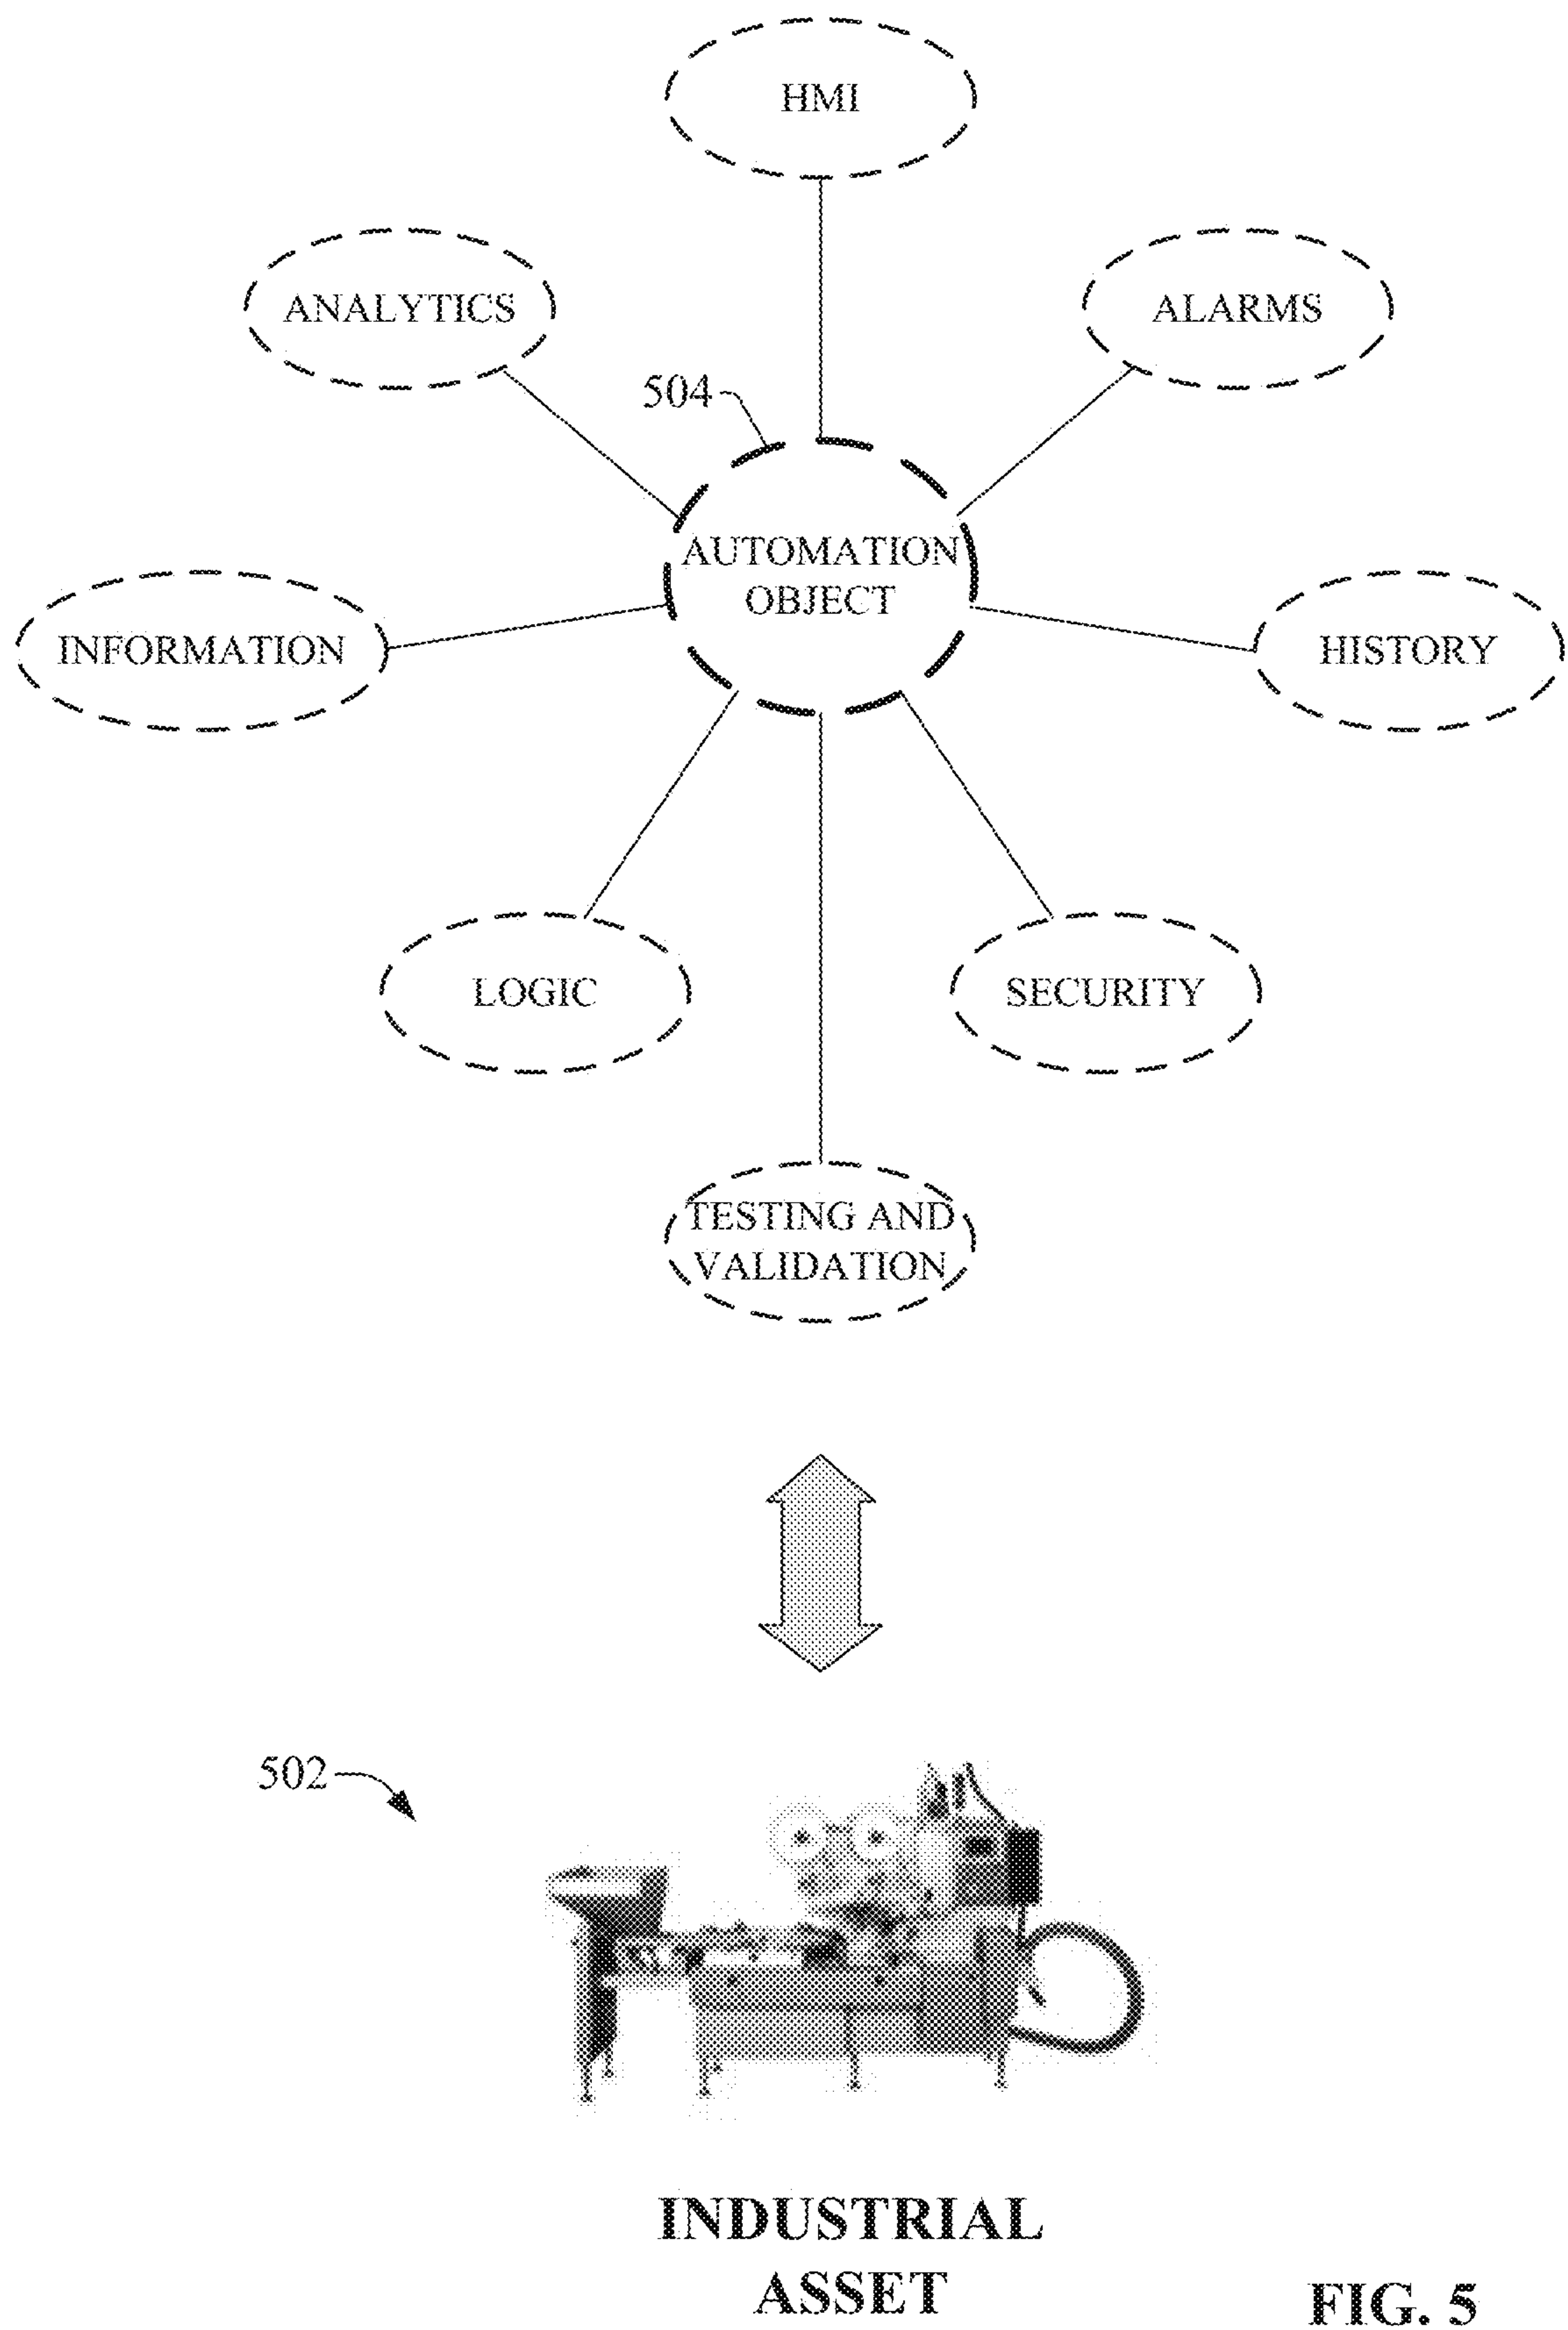 HMI
ANALYTICS
ALARMS
504
AUTOMATION
OBJECT
INFORMATION
HISTORY
LOGIC
SECURITY
TESTING AND
VALIDATION
502
INDUSTRIAL
ASSET
FIG. 5